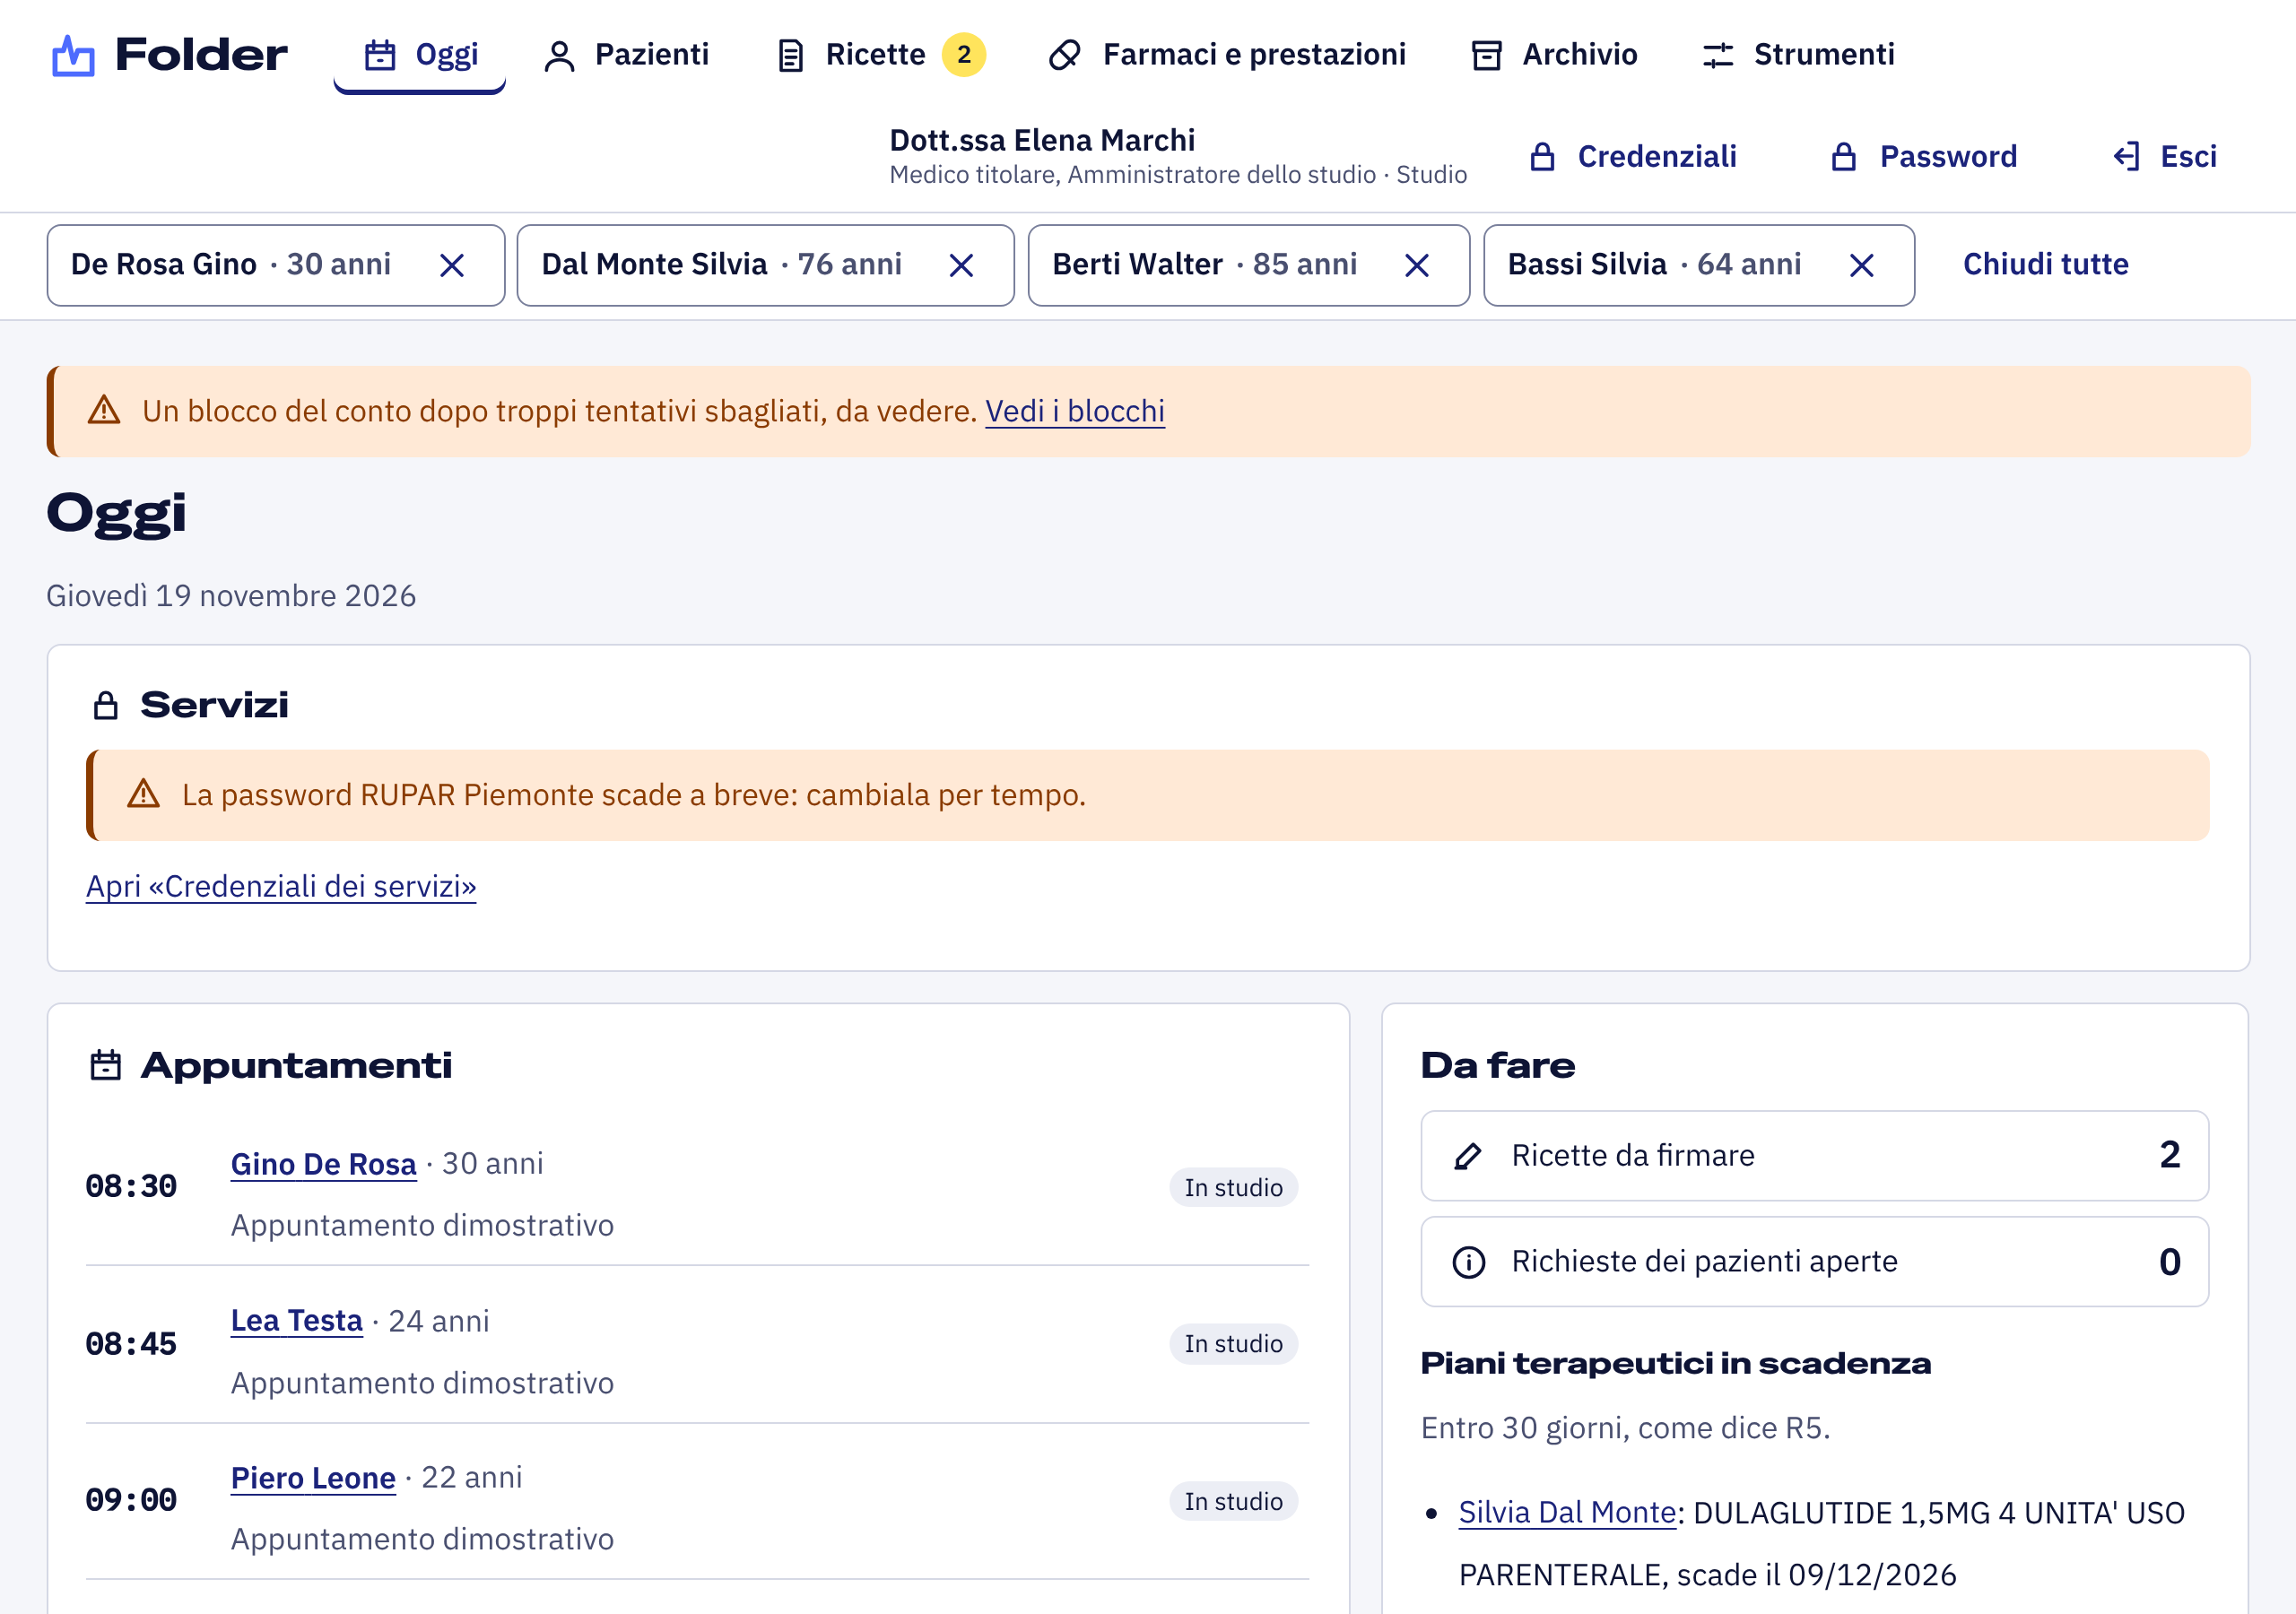 Folder
Oggi
Pazienti
Ricette 2
Farmaci e prestazioni
Archivio
Strumenti
Dott.ssa Elena Marchi
Medico titolare, Amministratore dello studio · Studio
Credenziali
Password
Esci
De Rosa Gino · 30 anni
Dal Monte Silvia · 76 anni
Berti Walter · 85 anni
Bassi Silvia · 64 anni
Chiudi tutte
Un blocco del conto dopo troppi tentativi sbagliati, da vedere. Vedi i blocchi
Oggi
Giovedì 19 novembre 2026
Servizi
La password RUPAR Piemonte scade a breve: cambiala per tempo.
Apri «Credenziali dei servizi»
Appuntamenti
08:30
Gino De Rosa · 30 anni
Appuntamento dimostrativo
In studio
08:45
Lea Testa · 24 anni
Appuntamento dimostrativo
In studio
09:00
Piero Leone · 22 anni
Appuntamento dimostrativo
In studio
Da fare
Ricette da firmare 2
Richieste dei pazienti aperte 0
Piani terapeutici in scadenza
Entro 30 giorni, come dice R5.
Silvia Dal Monte: DULAGLUTIDE 1,5MG 4 UNITA' USO
PARENTERALE, scade il 09/12/2026